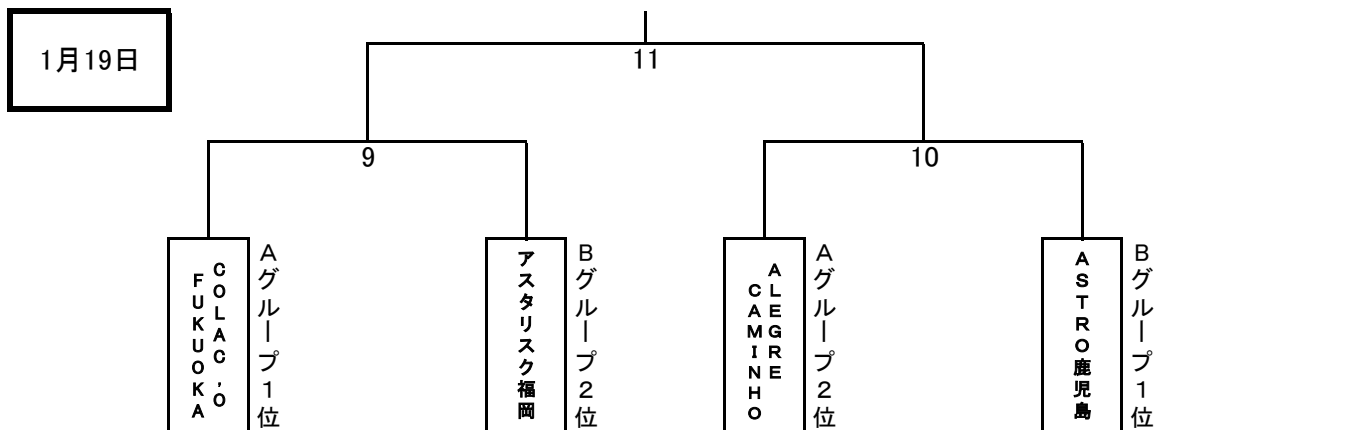 1月19日
11
9
10
COLAC,O
FUKUOKA
Aグループ1位
アスタリスク福岡
Bグループ2位
ALEGRE
CAMINHO
Aグループ2位
ASTRO鹿児島
Bグループ1位